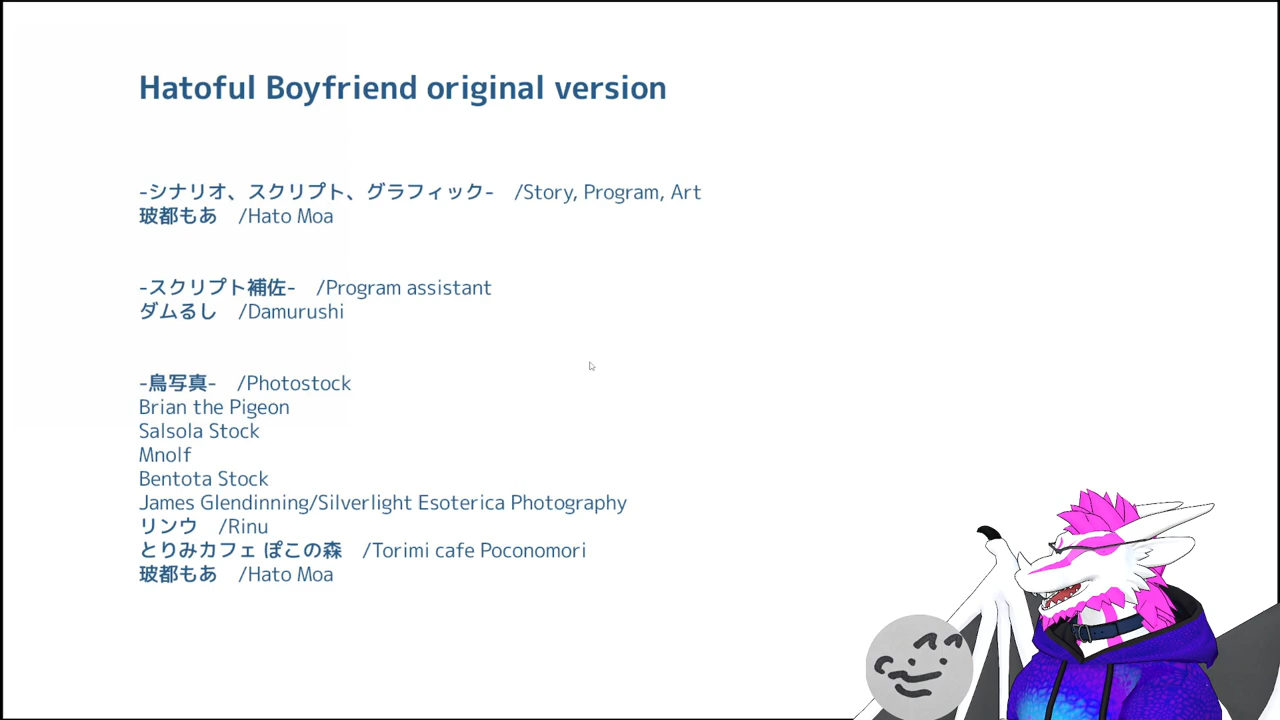 Hatoful Boyfriend original version
-シナリオ、スクリプト、グラフィック- /Story, Program, Art
玻都もあ /Hato Moa
-スクリプト補佐- /Program assistant
ダムるし /Damurushi
-鳥写真- /Photostock
Brian the Pigeon
Salsola Stock
Mnolf
Bentota Stock
James Glendinning/Silverlight Esoterica Photography
リンウ /Rinu
とりみカフェ ぽこの森 /Torimi cafe Poconomori
玻都もあ /Hato Moa